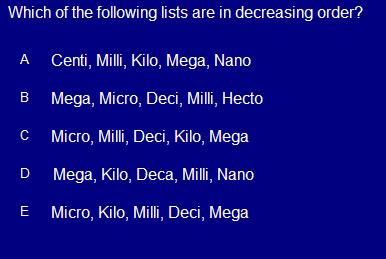 Which of the following lists are in decreasing order?
A Centi, Milli, Kilo, Mega, Nano
B Mega, Micro, Deci, Milli, Hecto
C Micro, Milli, Deci, Kilo, Mega
D Mega, Kilo, Deca, Milli, Nano
E Micro, Kilo, Milli, Deci, Mega